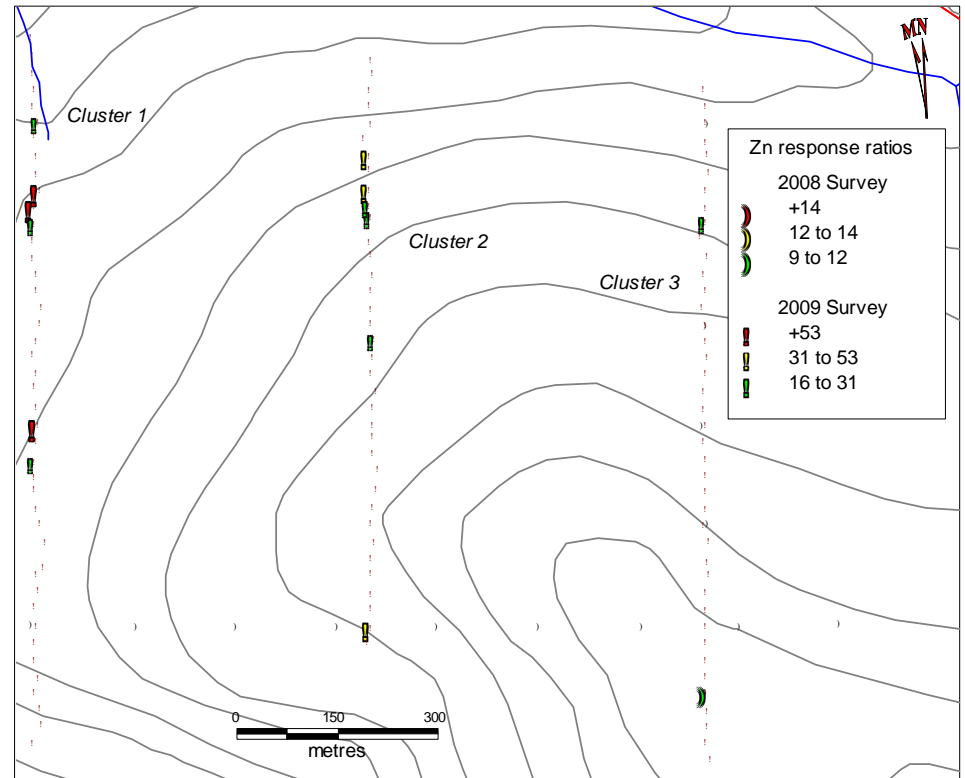 MN
Cluster 1
Zn response ratios
2008 Survey
+14
12 to 14
9 to 12
Cluster 2
Cluster 3
2009 Survey
+53
31 to 53
16 to 31
0 150 300
metres